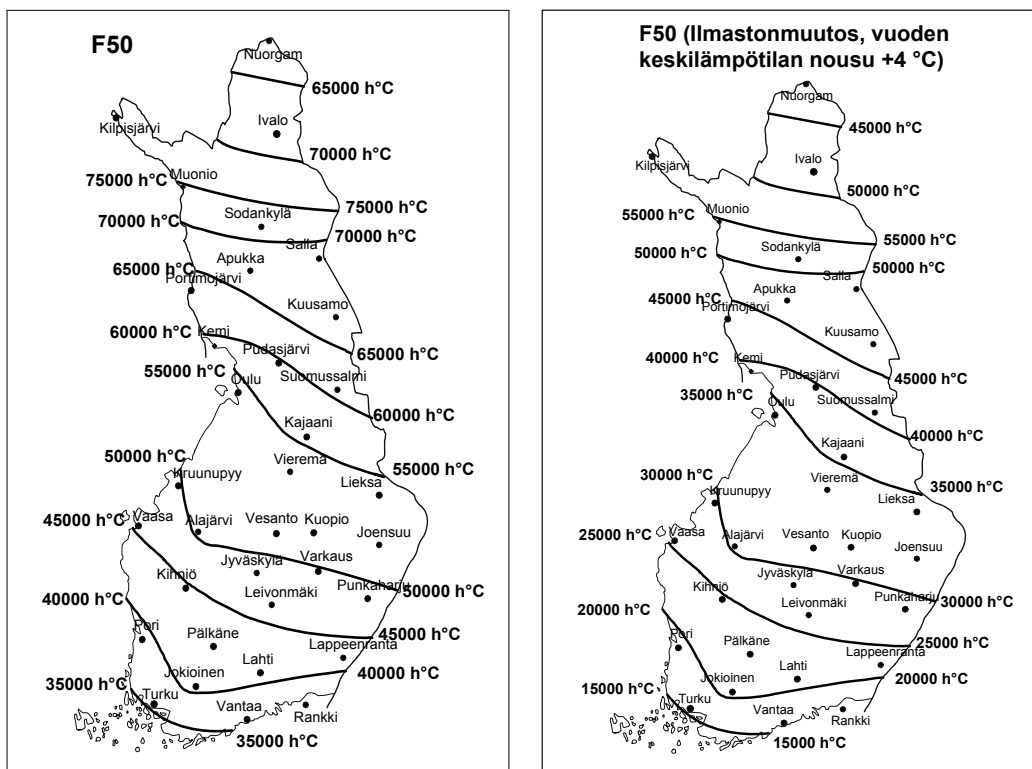 F50
Nuorgam
65000 h°C
Kilpisjärvi
Ivalo
70000 h°C
Muonio
75000 h°C
75000 h°C
Sodankylä
70000 h°C
70000 h°C
Salla
Apukka
65000 h°C
Portimojärvi
Kuusamo
Kemi
60000 h°C
Pudasjärvi
65000 h°C
55000 h°C
Oulu
Suomussalmi
60000 h°C
Kajaani
50000 h°C
Vieremä
55000 h°C
Kruunupyy
Lieksa
45000 h°C
Vaasa
Alajärvi
Vesanto
Kuopio
Joensuu
Jyväskylä
Varkaus
Kihniö
Punkaharju
50000 h°C
40000 h°C
Leivonmäki
Pori
Pälkäne
45000 h°C
Lappeenranta
Lahti
40000 h°C
Jokioinen
35000 h°C
Turku
Vantaa
Rankki
35000 h°C
F50 (Ilmastonmuutos, vuoden
keskilämpötilan nousu +4 °C)
Nuorgam
45000 h°C
Kilpisjärvi
Ivalo
50000 h°C
Muonio
55000 h°C
55000 h°C
Sodankylä
50000 h°C
50000 h°C
Salla
Apukka
45000 h°C
Portimojärvi
Kuusamo
40000 h°C
Kemi
Pudasjärvi
45000 h°C
35000 h°C
Oulu
Suomussalmi
40000 h°C
Kajaani
30000 h°C
Vieremä
35000 h°C
Kruunupyy
Lieksa
25000 h°C
Vaasa
Alajärvi
Vesanto
Kuopio
Joensuu
Jyväskylä
Varkaus
Kihniö
Punkaharju
30000 h°C
20000 h°C
Leivonmäki
Pori
Pälkäne
25000 h°C
Lappeenranta
Lahti
20000 h°C
Jokioinen
15000 h°C
Turku
Vantaa
Rankki
15000 h°C